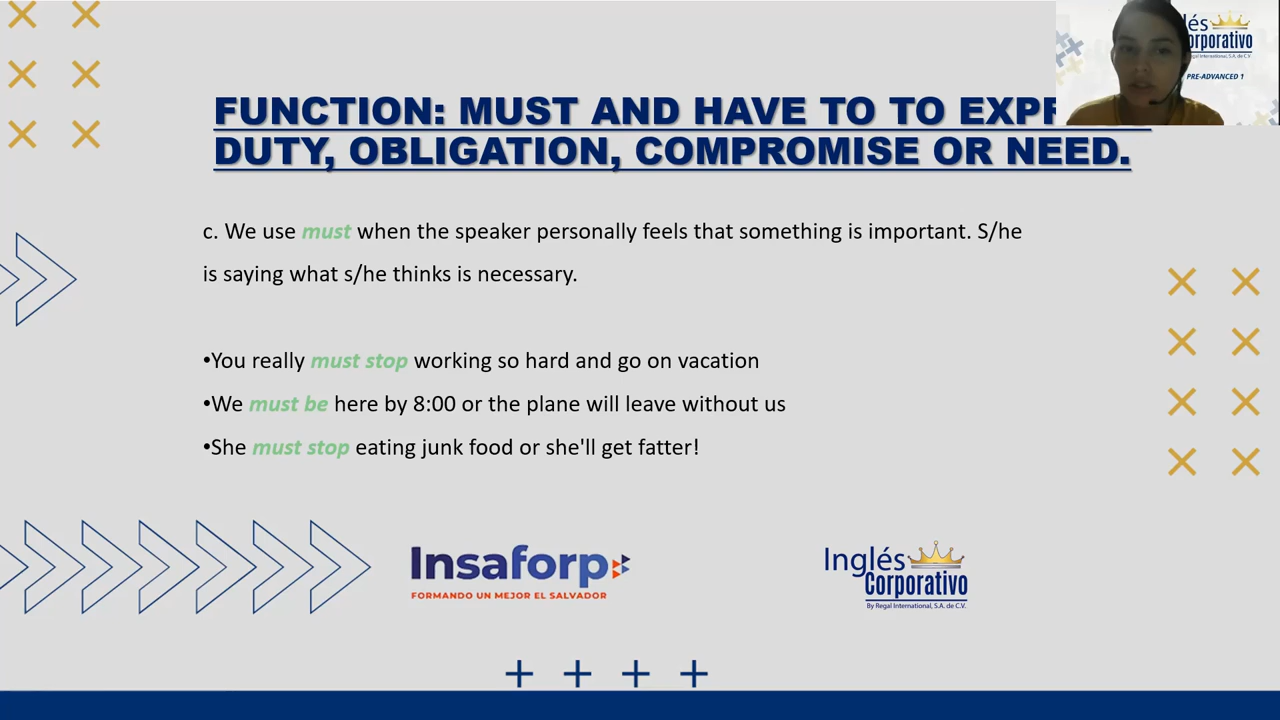 lés
orporativo
PRE-ADVANCED 1
FUNCTION: MUST AND HAVE TO TO
DUTY, OBLIGATION, COMPROMISE OR NEED.
c. We use must when the speaker personally feels that something is important. S/he
is saying what s/he thinks is necessary.
•You really must stop working so hard and go on vacation
•We must be here by 8:00 or the plane will leave without us
•She must stop eating junk food or she'll get fatter!
Insaforp
FORMANDO UN MEJOR EL SALVADOR
Inglés
Corporativo
By Regal International, S.A. de C.V.